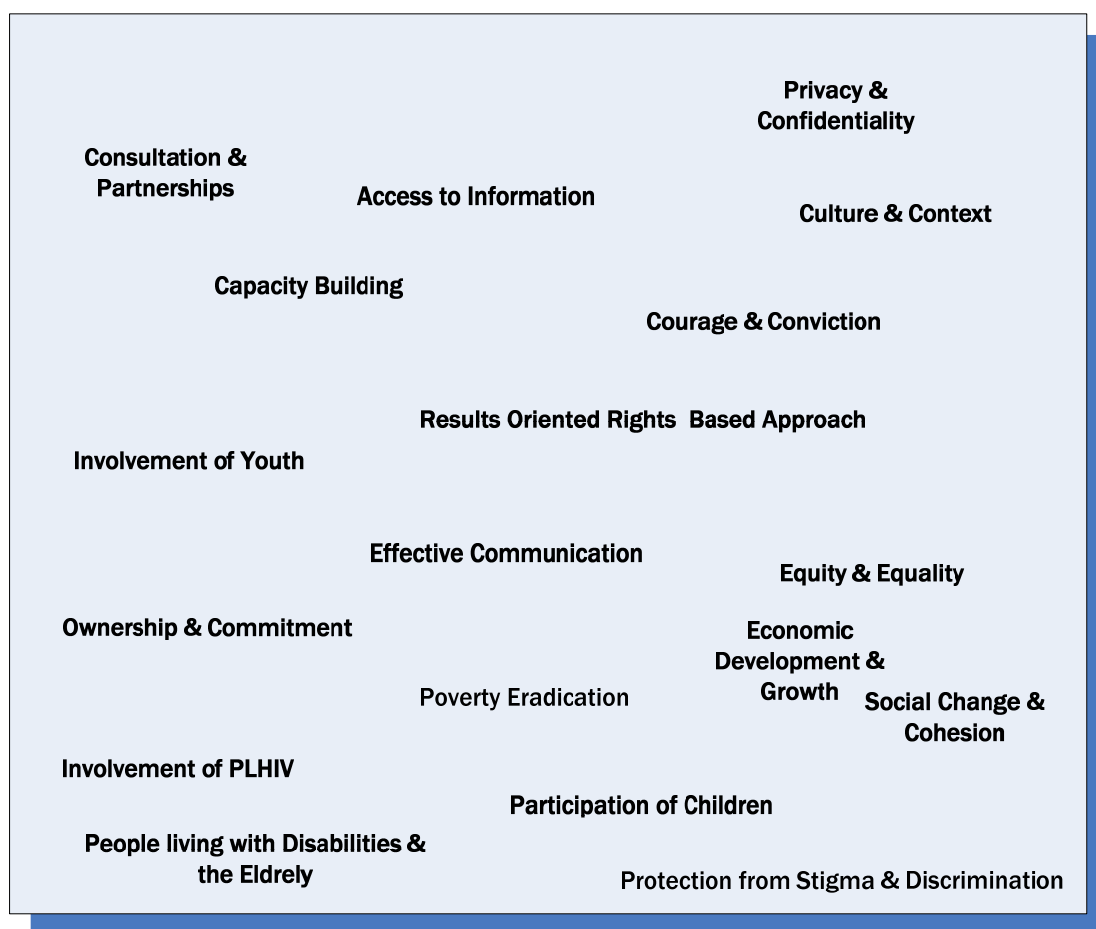 Privacy &
Confidentiality
Consultation &
Partnerships
Access to Information
Culture & Context
Capacity Building
Courage & Conviction
Results Oriented Rights  Based Approach
Involvement of Youth
Effective Communication
Equity & Equality
Ownership & Commitment
Economic
Development &
Growth
Poverty Eradication
Social Change &
Cohesion
Involvement of PLHIV
Participation of Children
People living with Disabilities &
the Eldrely
Protection from Stigma & Discrimination